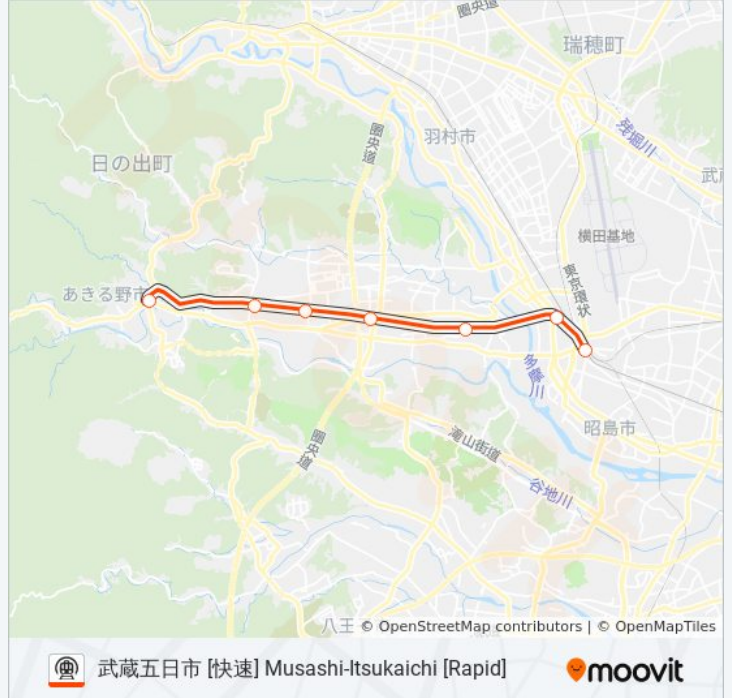 圏央道
瑞穂町
残堀川
羽村市
圏央道
日の出町
武蔵
横田基地
東京環状
あきる野市
多摩川
昭島市
滝山街道
圏央道
谷地川
八王
© OpenStreetMap contributors | © OpenMapTiles
武蔵五日市 [快速] Musashi-Itsukaichi [Rapid]
moovit